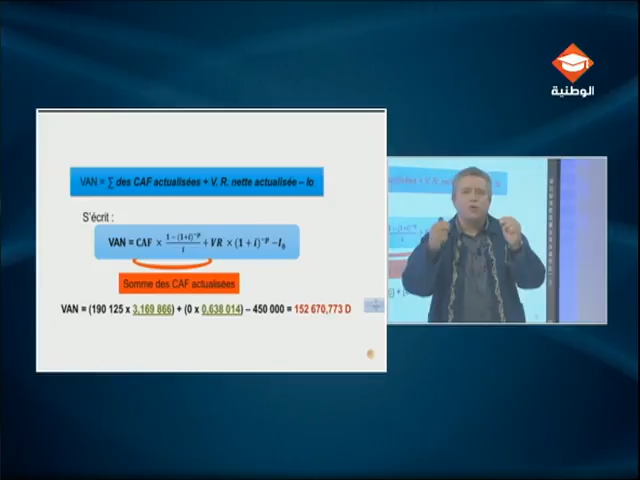 الوطنية
VAN = ∑ des CAF actualisées + V. R. nette actualisée – Io
S'écrit :
VAN = CAF × (1 − (1+i)^−p)/i + VR × (1 + i)^−p − I₀
Somme des CAF actualisées
VAN = (190 125 x 3,169 866) + (0 x 0,638 014) – 450 000 = 152 670,773 D